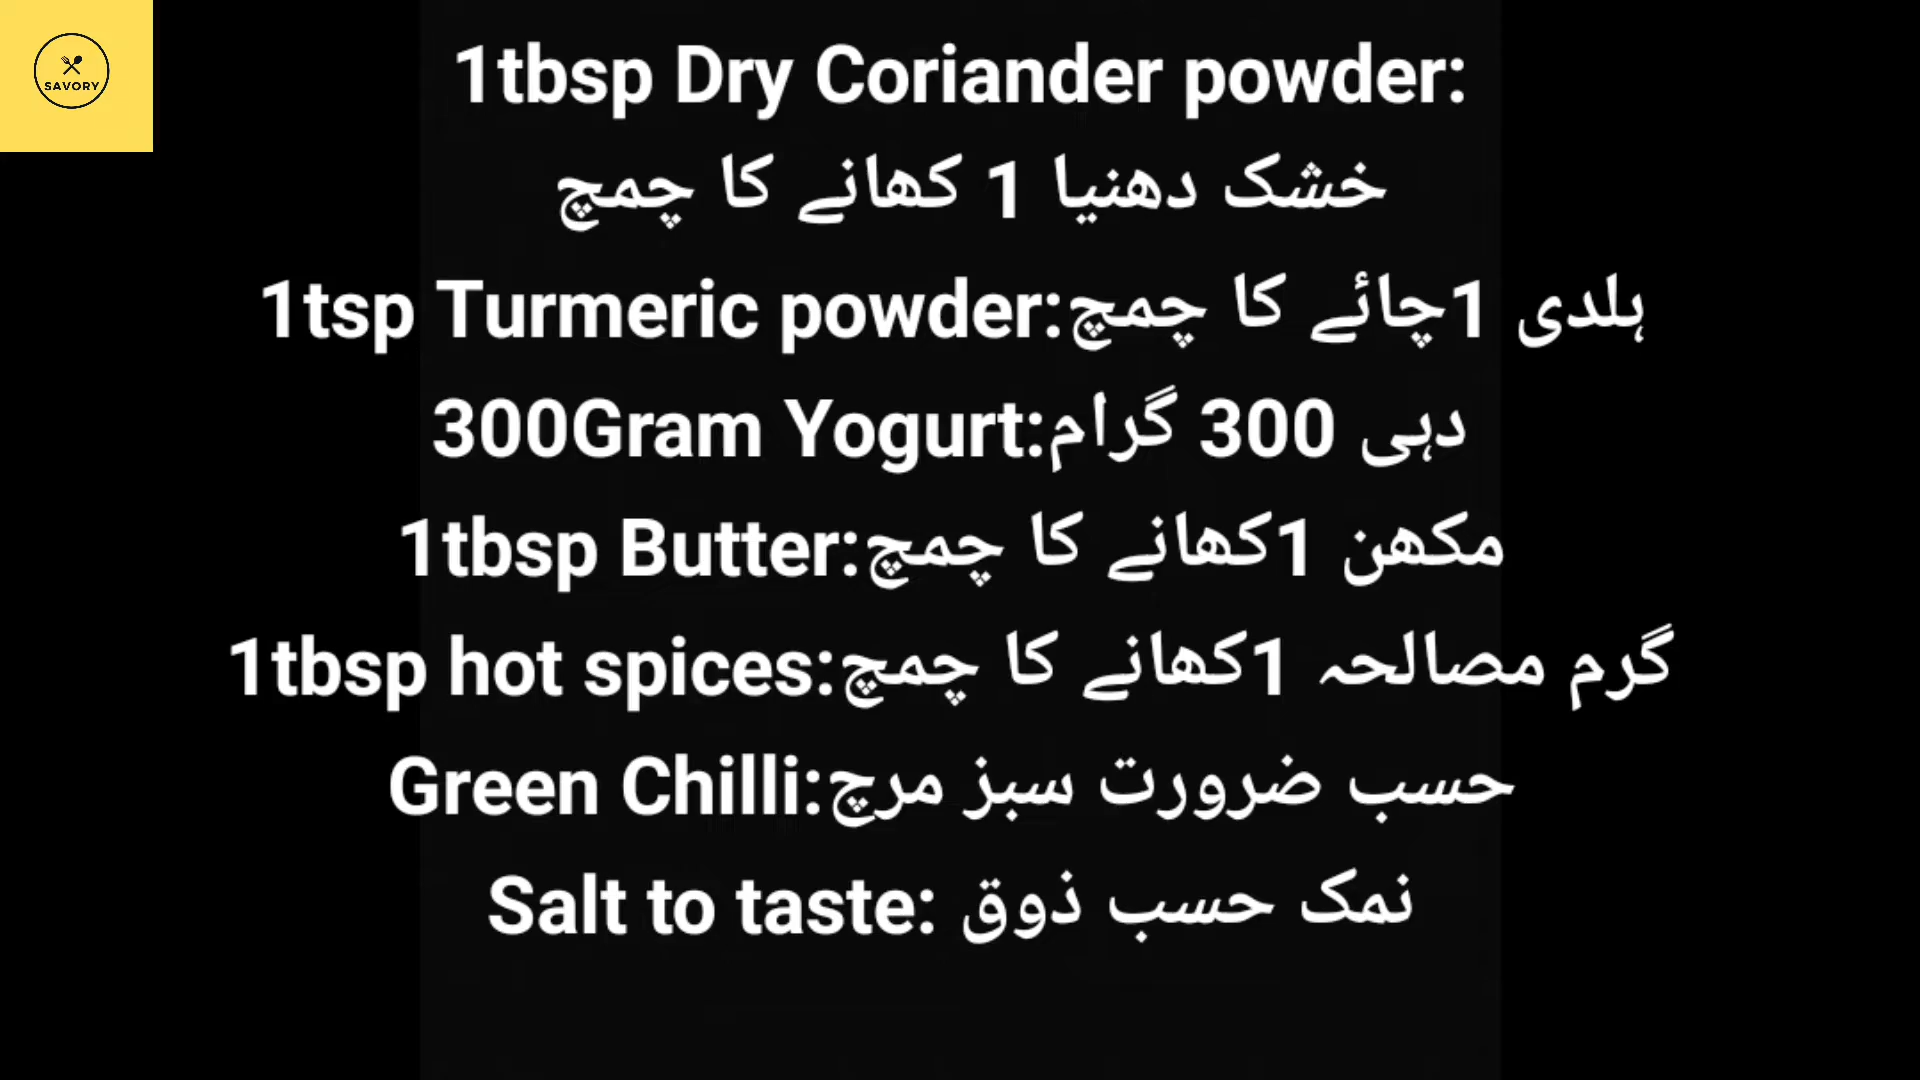 SAVORY
1tbsp Dry Coriander powder:
خشک دھنیا 1 کھانے کا چمچ
1tsp Turmeric powder:ہلدی 1چائے کا چمچ
300Gram Yogurt:دہی 300 گرام
1tbsp Butter:مکھن 1کھانے کا چمچ
1tbsp hot spices:گرم مصالحہ 1کھانے کا چمچ
Green Chilli:حسب ضرورت سبز مرچ
Salt to taste: نمک حسب ذوق